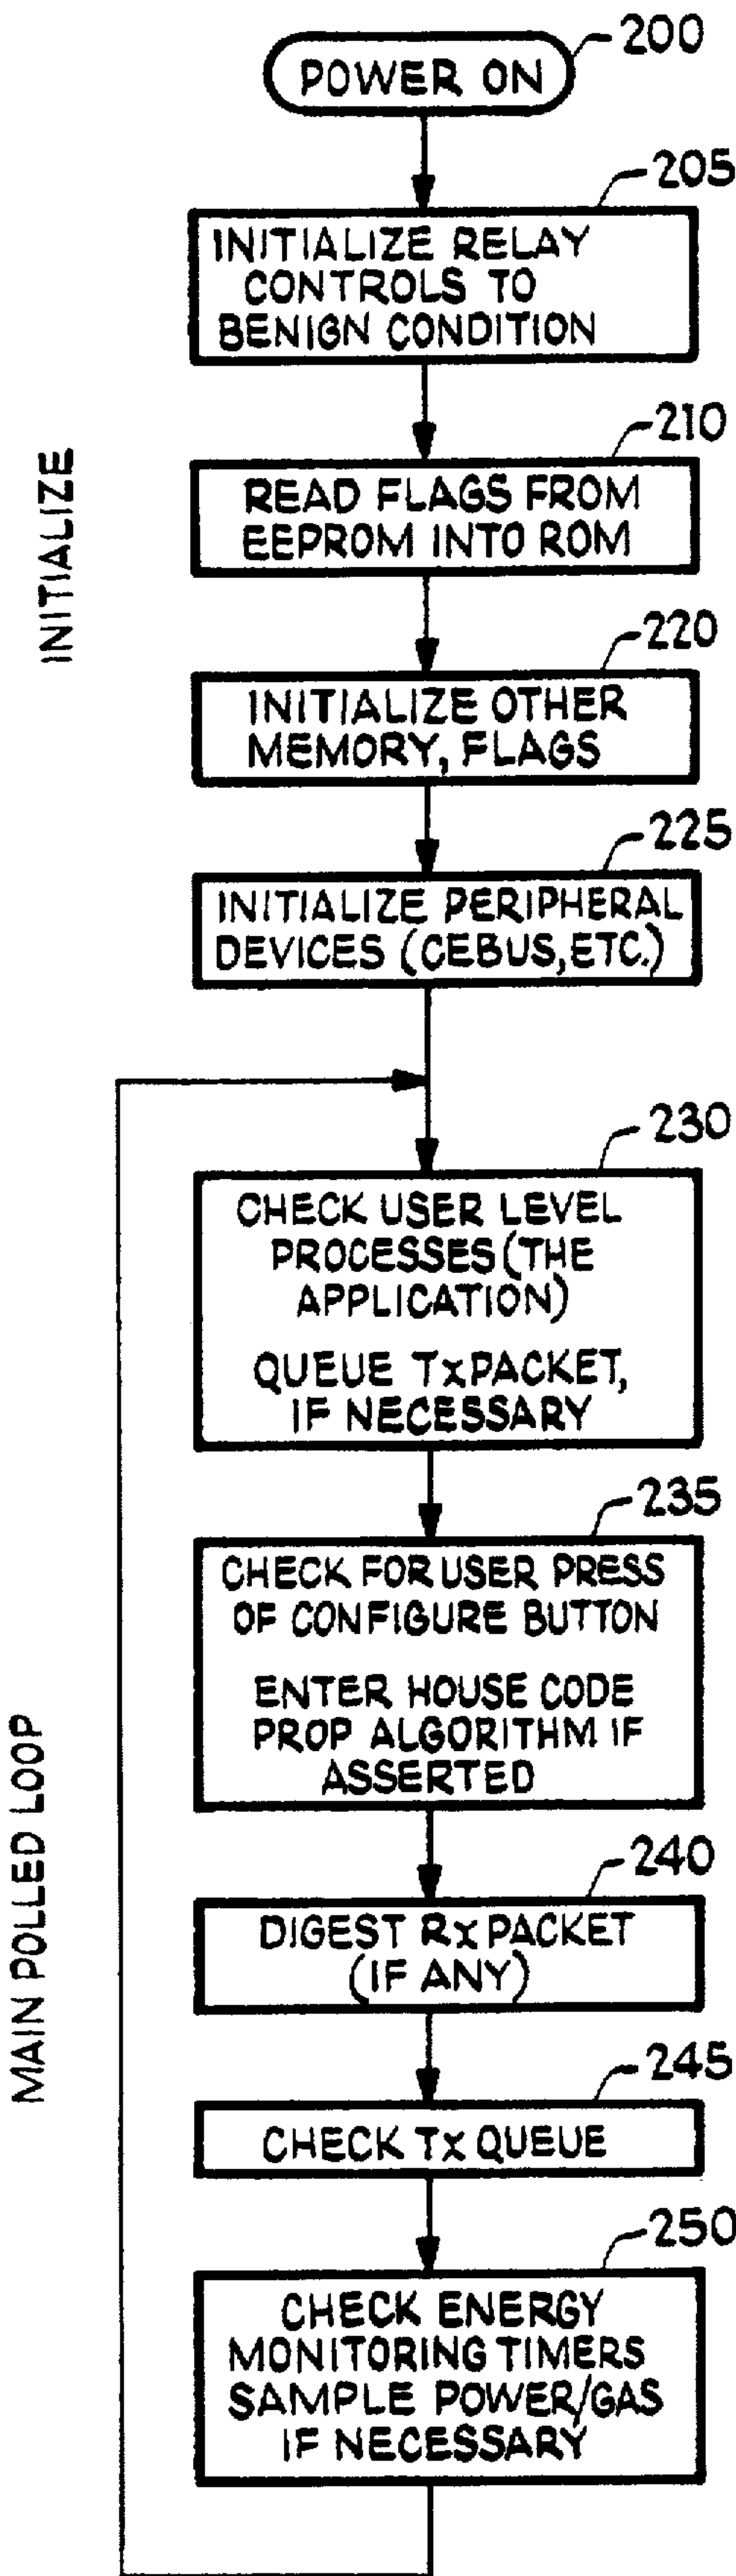 200
POWER ON
205
INITIALIZE RELAY
CONTROLS TO
BENIGN CONDITION
INITIALIZE
210
READ FLAGS FROM
EEPROM INTO ROM
220
INITIALIZE OTHER
MEMORY, FLAGS
225
INITIALIZE PERIPHERAL
DEVICES (CEBUS, ETC.)
230
CHECK USER LEVEL
PROCESSES (THE
APPLICATION)
QUEUE Tx PACKET,
IF NECESSARY
235
CHECK FOR USER PRESS
OF CONFIGURE BUTTON
ENTER HOUSE CODE
PROP ALGORITHM IF
ASSERTED
MAIN POLLED LOOP
240
DIGEST Rx PACKET
(IF ANY)
245
CHECK Tx QUEUE
250
CHECK ENERGY
MONITORING TIMERS
SAMPLE POWER/GAS
IF NECESSARY